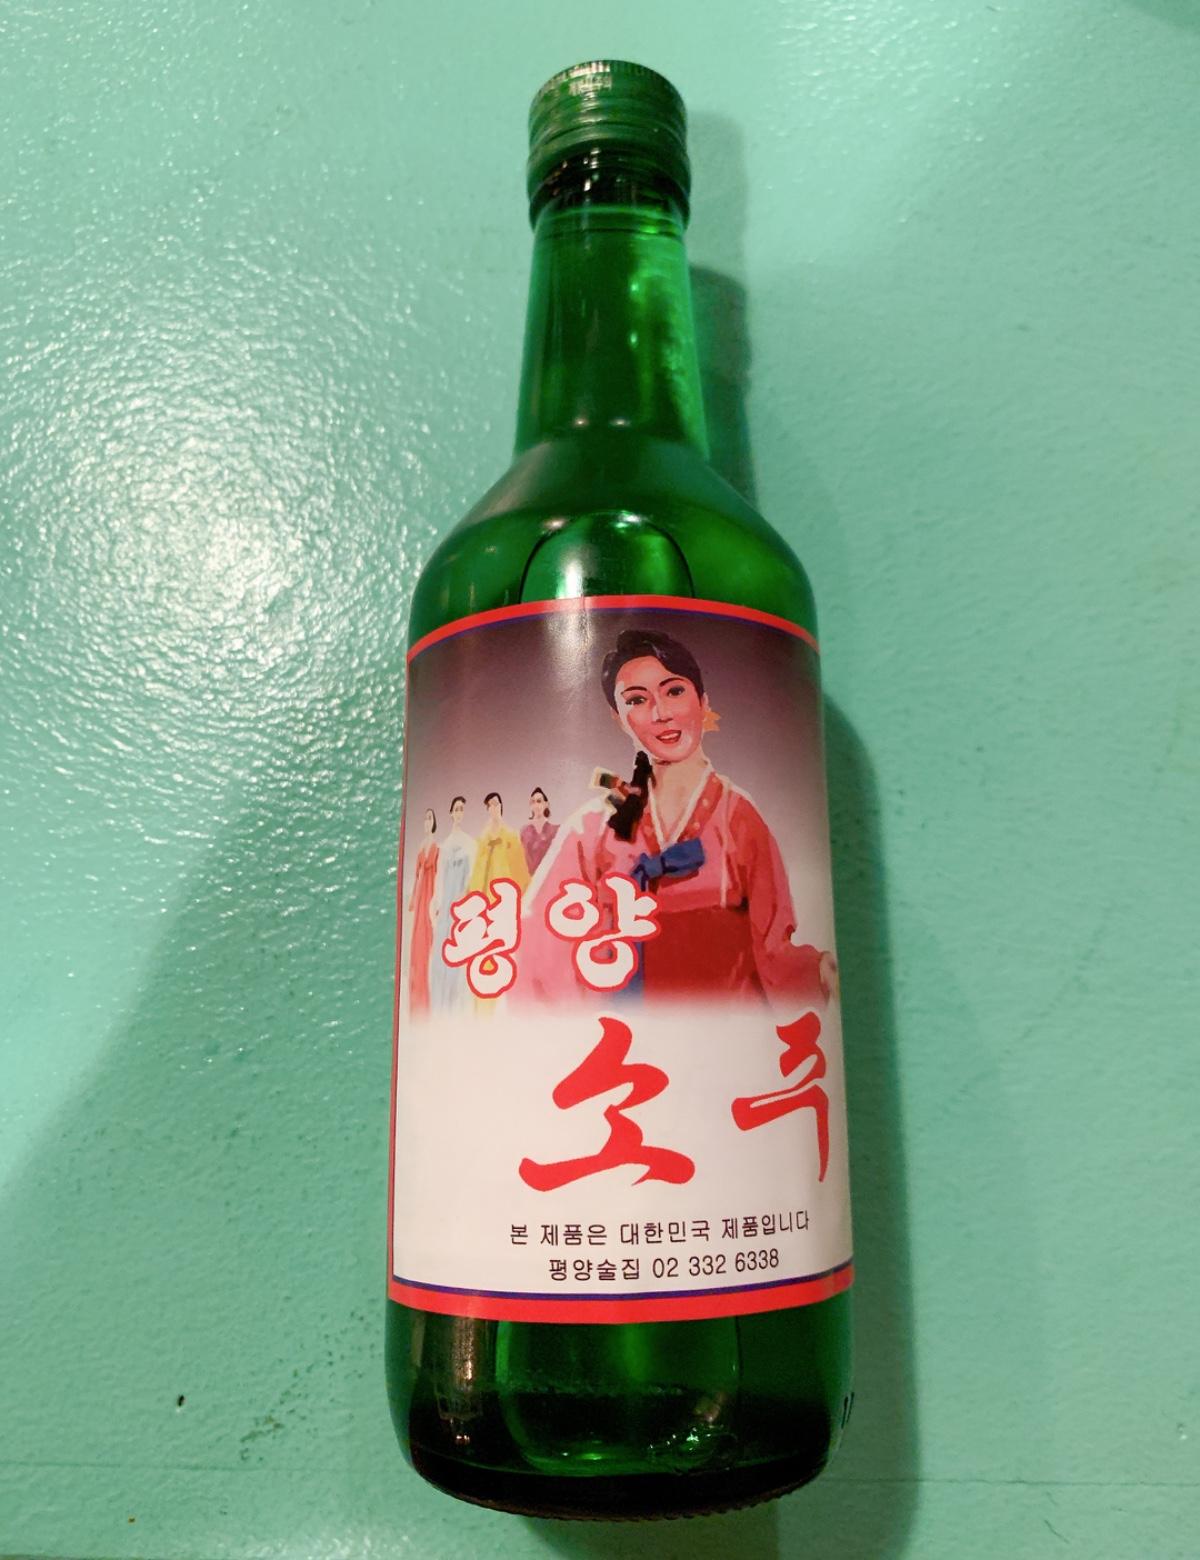 평양
소주
본 제품은 대한민국 제품입니다
평양술집 02 332 6338